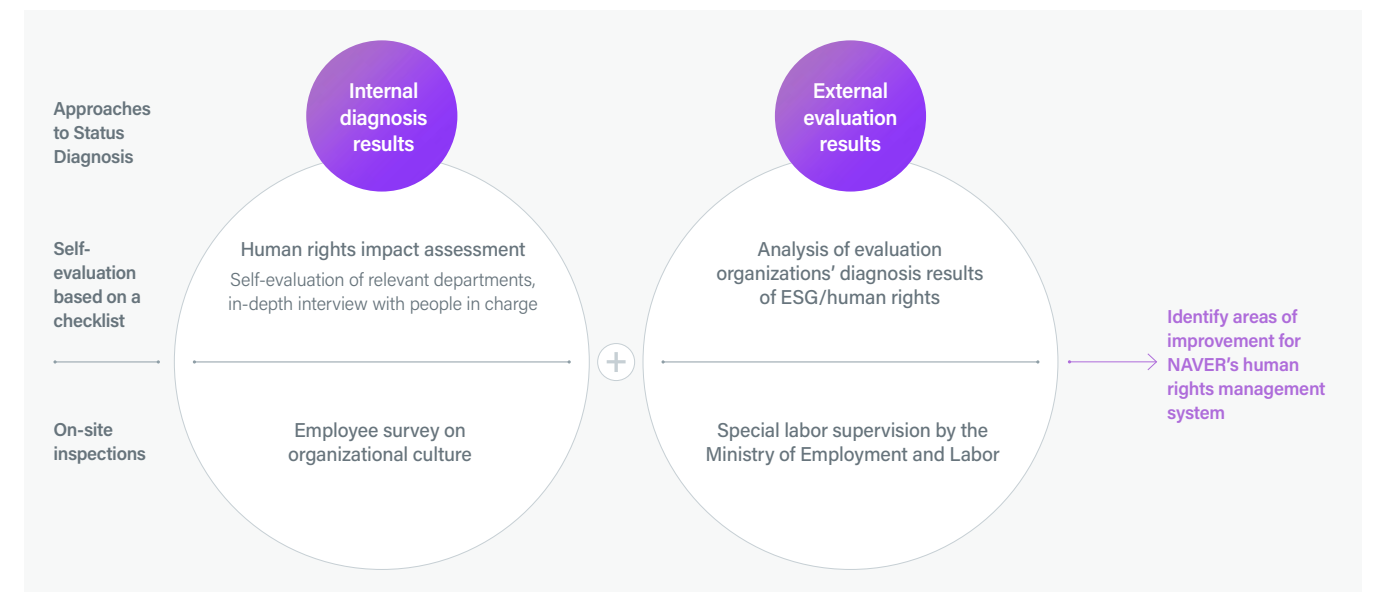 Approaches
to Status
Diagnosis
Internal
diagnosis
results
External
evaluation
results
Self-
evaluation
based on a
checklist
Human rights impact assessment
Self-evaluation of relevant departments,
in-depth interview with people in charge
Analysis of evaluation
organizations’ diagnosis results
of ESG/human rights
On-site
inspections
Employee survey on
organizational culture
Special labor supervision by the
Ministry of Employment and Labor
Identify areas of
improvement for
NAVER’s human
rights management
system